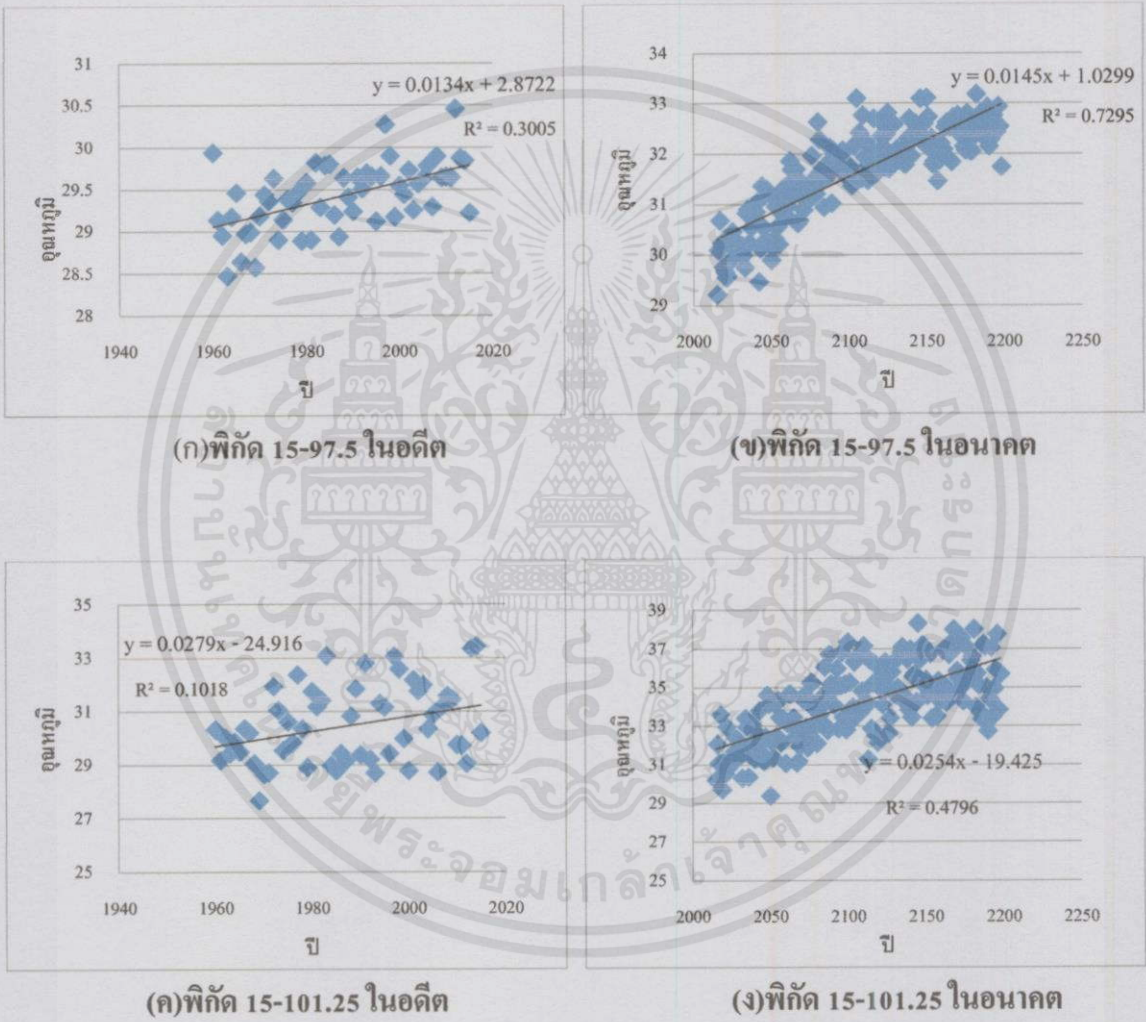 31
30.5
30
29.5
29
28.5
28
y = 0.0134x + 2.8722
R² = 0.3005
อุณหภูมิ
1940 1960 1980 2000 2020
ปี
(ก)พิกัด 15-97.5 ในอดีต
34
33
32
31
30
29
y = 0.0145x + 1.0299
R² = 0.7295
อุณหภูมิ
2000 2050 2100 2150 2200 2250
ปี
(ข)พิกัด 15-97.5 ในอนาคต
35
33
31
29
27
25
y = 0.0279x - 24.916
R² = 0.1018
อุณหภูมิ
1940 1960 1980 2000 2020
ปี
(ค)พิกัด 15-101.25 ในอดีต
39
37
35
33
31
29
27
25
y = 0.0254x - 19.425
R² = 0.4796
อุณหภูมิ
2000 2050 2100 2150 2200 2250
ปี
(ง)พิกัด 15-101.25 ในอนาคต